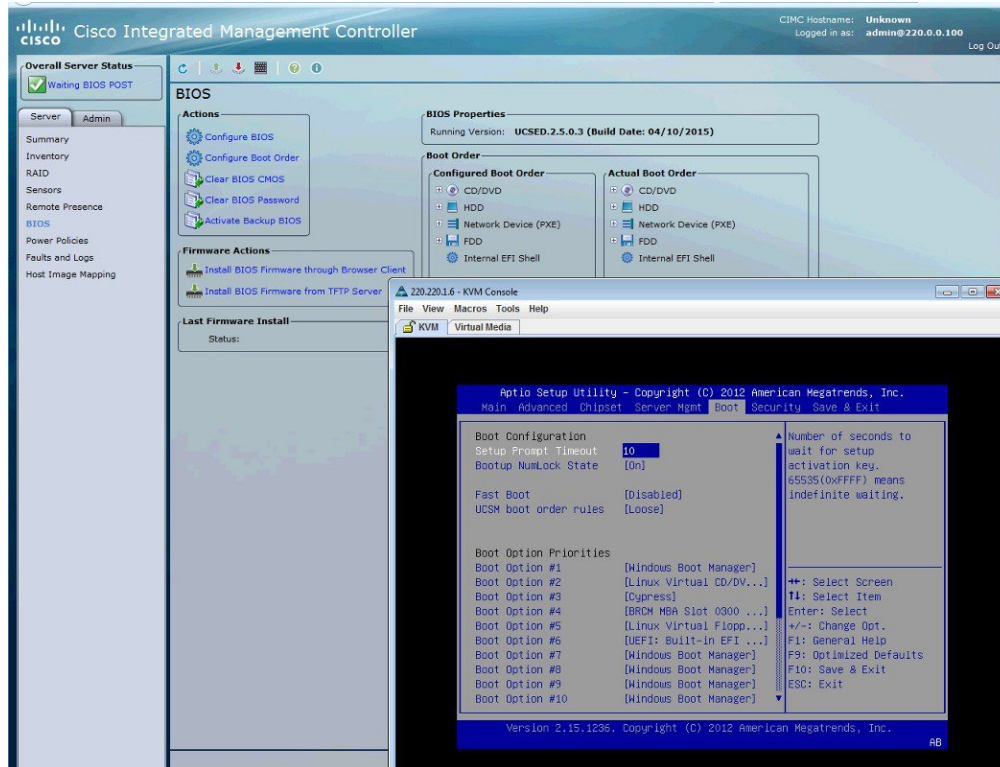 CISCO Cisco Integrated Management Controller
CIMC Hostname: Unknown
Logged in as: admin@220.0.0.100
Log Ou
Overall Server Status
Waiting BIOS POST
Server Admin
Summary
Inventory
RAID
Sensors
Remote Presence
BIOS
Power Policies
Faults and Logs
Host Image Mapping
BIOS
Actions
Configure BIOS
Configure Boot Order
Clear BIOS CMOS
Clear BIOS Password
Activate Backup BIOS
Firmware Actions
Install BIOS Firmware through Browser Client
Install BIOS Firmware from TFTP Server
Last Firmware Install
Status:
BIOS Properties
Running Version: UCSED.2.5.0.3 (Build Date: 04/10/2015)
Boot Order
Configured Boot Order
CD/DVD
HDD
Network Device (PXE)
FDD
Internal EFI Shell
Actual Boot Order
CD/DVD
HDD
Network Device (PXE)
FDD
Internal EFI Shell
220.220.1.6 - KVM Console
File View Macros Tools Help
KVM Virtual Media
Aptio Setup Utility - Copyright (C) 2012 American Megatrends, Inc.
Main Advanced Chipset Server Mgmt Boot Security Save & Exit
Boot Configuration
Setup Prompt Timeout 10
Bootup NumLock State [On]
Fast Boot [Disabled]
UCSM boot order rules [Loose]
Boot Option Priorities
Boot Option #1 [Windows Boot Manager]
Boot Option #2 [Linux Virtual CD/DV...]
Boot Option #3 [Cypress]
Boot Option #4 [BRCM MBA Slot 0300 ...]
Boot Option #5 [Linux Virtual Flopp...]
Boot Option #6 [UEFI: Built-in EFI ...]
Boot Option #7 [Windows Boot Manager]
Boot Option #8 [Windows Boot Manager]
Boot Option #9 [Windows Boot Manager]
Boot Option #10 [Windows Boot Manager]
Number of seconds to
wait for setup
activation key.
65535(0xFFFF) means
indefinite waiting.
→←: Select Screen
↑↓: Select Item
Enter: Select
+/-: Change Opt.
F1: General Help
F9: Optimized Defaults
F10: Save & Exit
ESC: Exit
Version 2.15.1236. Copyright (C) 2012 American Megatrends, Inc.
AB